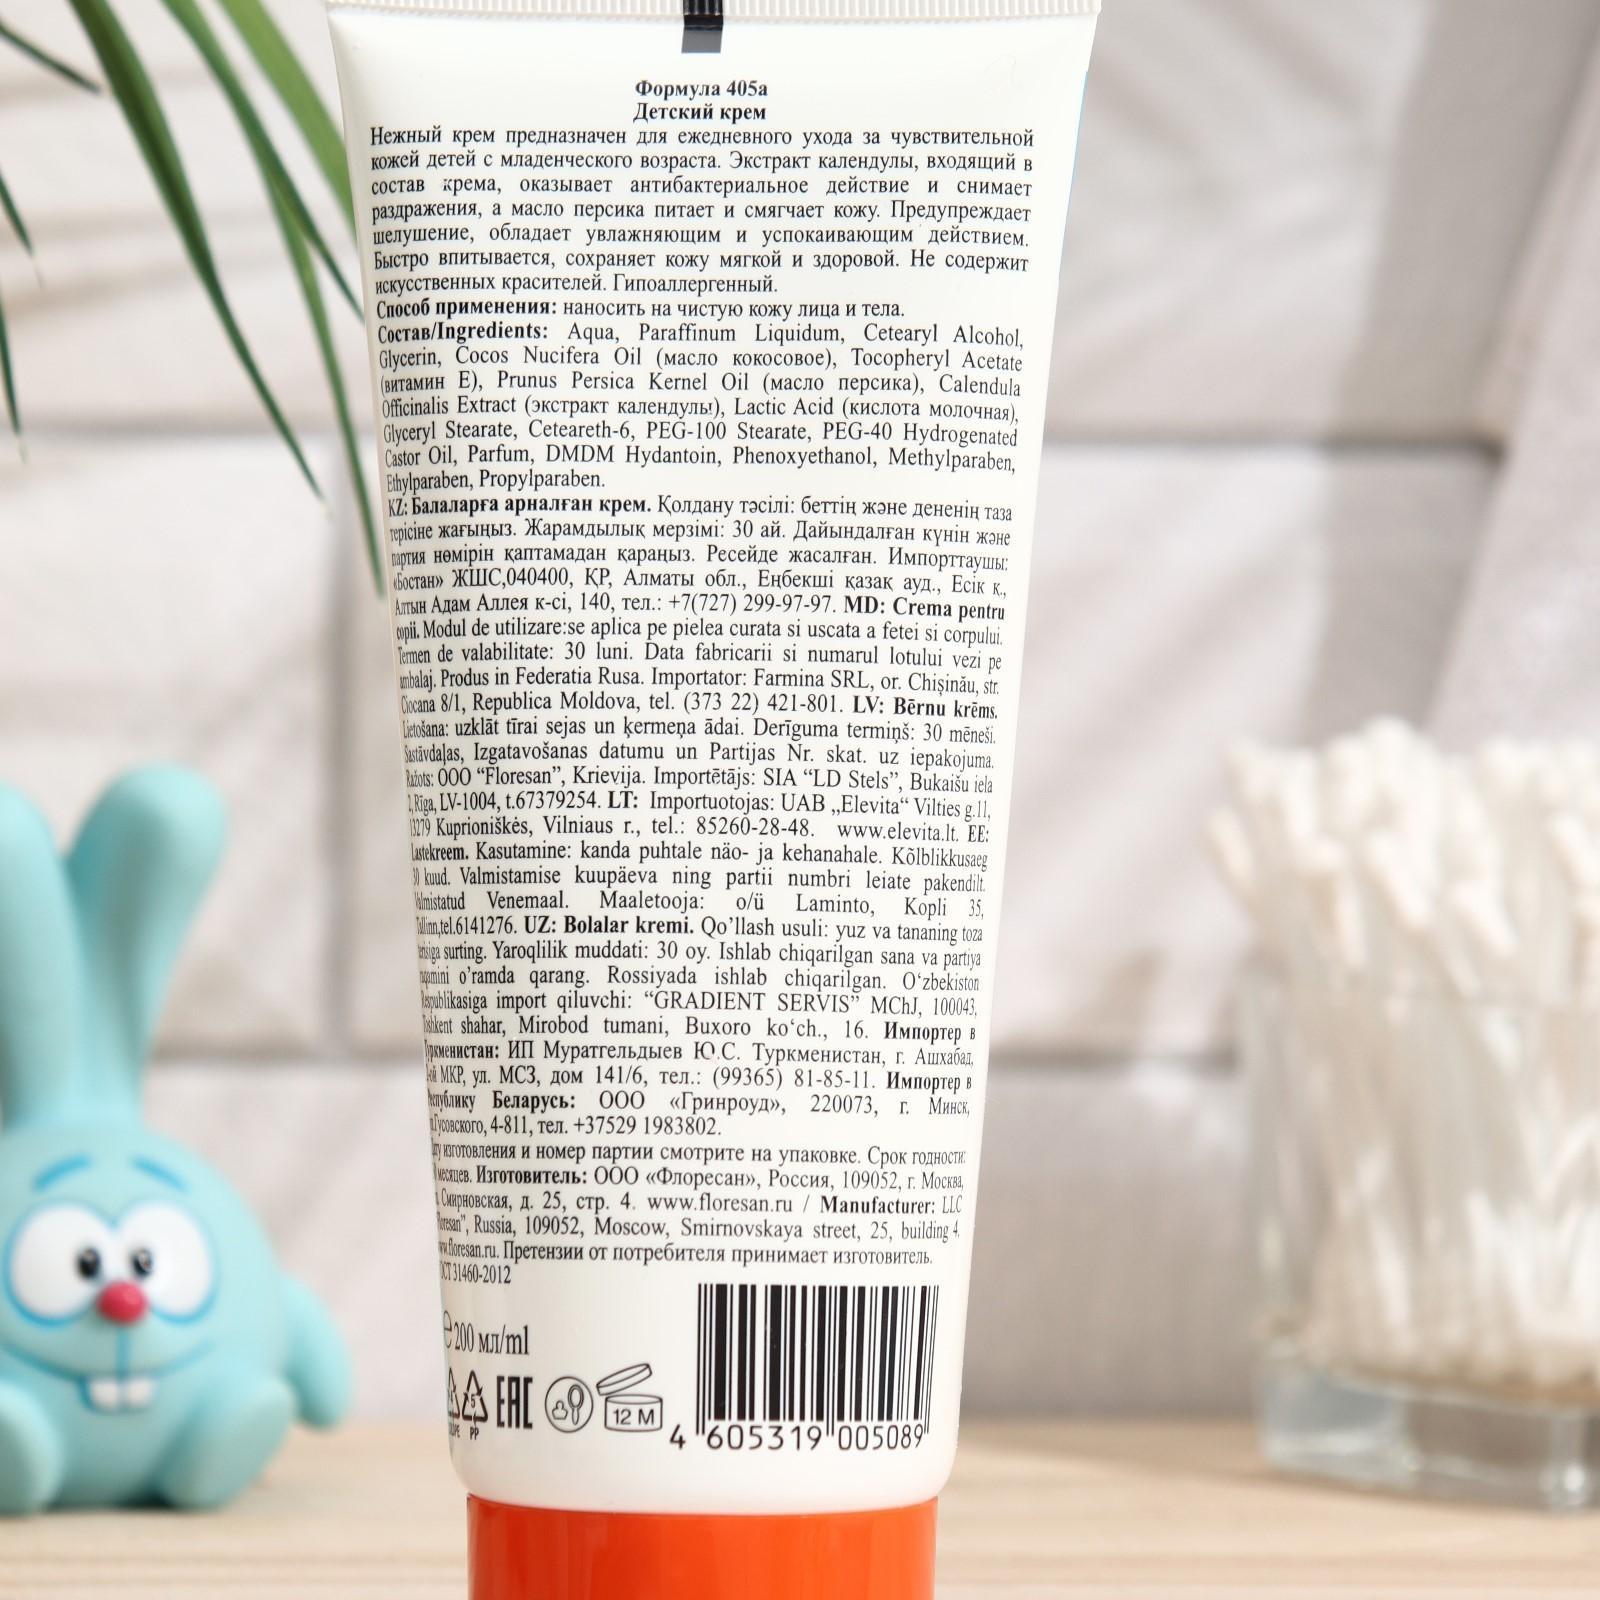 Формула 405а
Детский крем
Нежный крем предназначен для ежедневного ухода за чувствительной
кожей детей с младенческого возраста. Экстракт календулы, входящий в
состав крема, оказывает антибактериальное действие и снимает
раздражения, а масло персика питает и смягчает кожу. Предупреждает
шелушение, обладает увлажняющим и успокаивающим действием.
Быстро впитывается, сохраняет кожу мягкой и здоровой. Не содержит
искусственных красителей. Гипоаллергенный.
Способ применения: наносить на чистую кожу лица и тела.
Состав/Ingredients: Aqua, Paraffinum Liquidum, Cetearyl Alcohol,
Glycerin, Cocos Nucifera Oil (масло кокосовое), Tocopheryl Acetate
(витамин Е), Prunus Persica Kernel Oil (масло персика), Calendula
Officinalis Extract (экстракт календулы), Lactic Acid (кислота молочная),
Glyceryl Stearate, Ceteareth-6, PEG-100 Stearate, PEG-40 Hydrogenated
Castor Oil, Parfum, DMDM Hydantoin, Phenoxyethanol, Methylparaben,
Ethylparaben, Propylparaben.
KZ: Балаларға арналған крем. Қолдану тәсілі: беттің және дененің таза
терісіне жағыңыз. Жарамдылық мерзімі: 30 ай. Дайындалған күнін және
партия нөмірін қаптамадан қараңыз. Ресейде жасалған. Импорттаушы:
«Бостан» ЖШС,040400, ҚР, Алматы обл., Еңбекші қазақ ауд., Есік қ.,
Алтын Адам Аллея к-сі, 140, тел.: +7(727) 299-97-97. MD: Crema pentru
copii. Modul de utilizare:se aplica pe pielea curata si uscata a fetei si corpului.
Termen de valabilitate: 30 luni. Data fabricarii si numarul lotului vezi pe
ambalaj. Produs in Federatia Rusa. Importator: Farmina SRL, or. Chişinău, str.
Ciocana 8/1, Republica Moldova, tel. (373 22) 421-801. LV: Bērnu krēms.
Lietošana: uzklāt tīrai sejas un ķermeņa ādai. Derīguma termiņš: 30 mēneši.
Sastāvdaļas, Izgatavošanas datumu un Partijas Nr. skat. uz iepakojuma.
Ražots: OOO “Floresan”, Krievija. Importētājs: SIA “LD Stels”, Bukaišu iela
2, Rīga, LV-1004, t.67379254. LT: Importuotojas: UAB „Elevita“ Vilties g.11,
13279 Kuprioniškės, Vilniaus r., tel.: 85260-28-48. www.elevita.lt. EE:
Lastekreem. Kasutamine: kanda puhtale näo- ja kehanahale. Kõlblikkusaeg
30 kuud. Valmistamise kuupäeva ning partii numbri leiate pakendilt.
Valmistatud Venemaal. Maaletooja: o/ü Laminto, Kopli 35,
Tallinn,tel.6141276. UZ: Bolalar kremi. Qo’llash usuli: yuz va tananing toza
terisiga surting. Yaroqlilik muddati: 30 oy. Ishlab chiqarilgan sana va partiya
raqamini o’ramda qarang. Rossiyada ishlab chiqarilgan. O‘zbekiston
Respublikasiga import qiluvchi: “GRADIENT SERVIS” MChJ, 100043,
Toshkent shahar, Mirobod tumani, Buxoro ko‘ch., 16. Импортер в
Туркменистан: ИП Муратгельдыев Ю.С. Туркменистан, г. Ашхабад,
МКР, ул. МСЗ, дом 141/6, тел.: (99365) 81-85-11. Импортер в
Республику Беларусь: ООО «Гринроуд», 220073, г. Минск,
Гусовского, 4-811, тел. +37529 1983802.
Дату изготовления и номер партии смотрите на упаковке. Срок годности:
месяцев. Изготовитель: ООО «Флоресан», Россия, 109052, г. Москва,
Смирновская, д. 25, стр. 4. www.floresan.ru / Manufacturer: LLC
“Floresan”, Russia, 109052, Moscow, Smirnovskaya street, 25, building 4.
www.floresan.ru. Претензии от потребителя принимает изготовитель.
ГОСТ 31460-2012
℮ 200 мл/ml
5 PP EAC 12 M
4 605319 005089